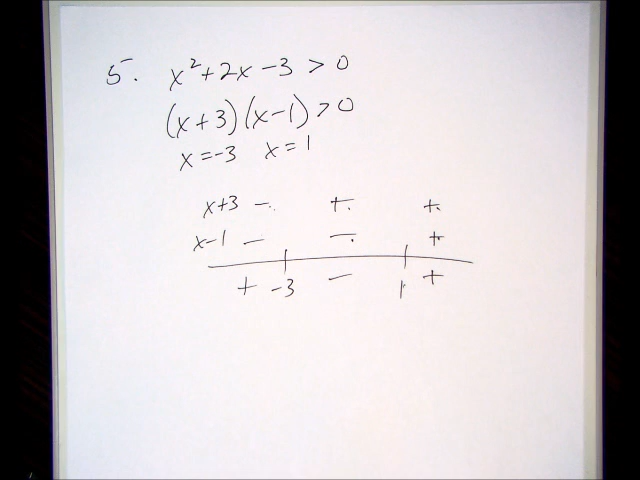 5. x²+2x-3 > 0
(x+3)(x-1) > 0
x=-3 x=1
x+3 - + +
x-1 - - +
+ -3 - 1 +